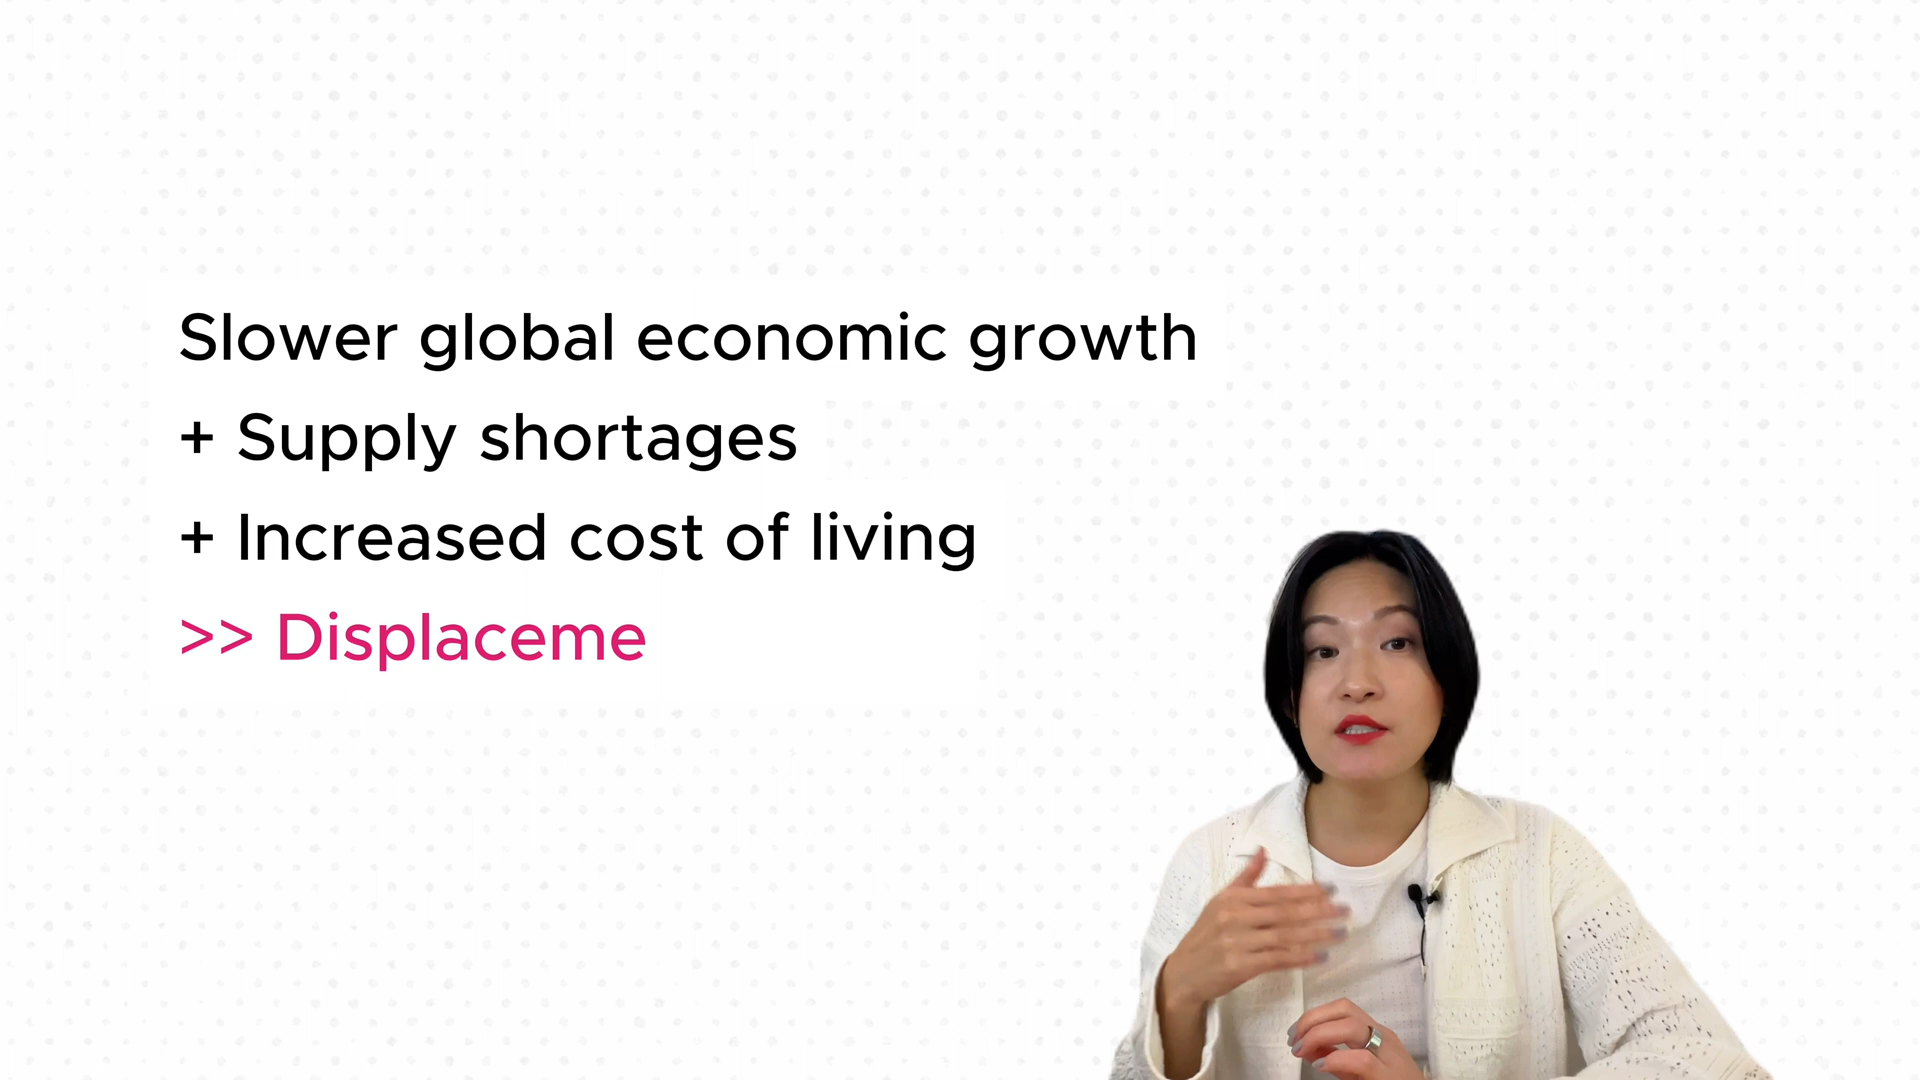 Slower global economic growth
+ Supply shortages
+ Increased cost of living
>> Displaceme